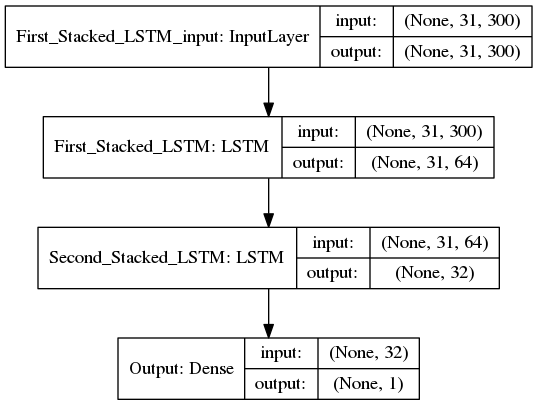 First_Stacked_LSTM_input: InputLayer
input: (None, 31, 300)
output: (None, 31, 300)
First_Stacked_LSTM: LSTM
input: (None, 31, 300)
output: (None, 31, 64)
Second_Stacked_LSTM: LSTM
input: (None, 31, 64)
output: (None, 32)
Output: Dense
input: (None, 32)
output: (None, 1)